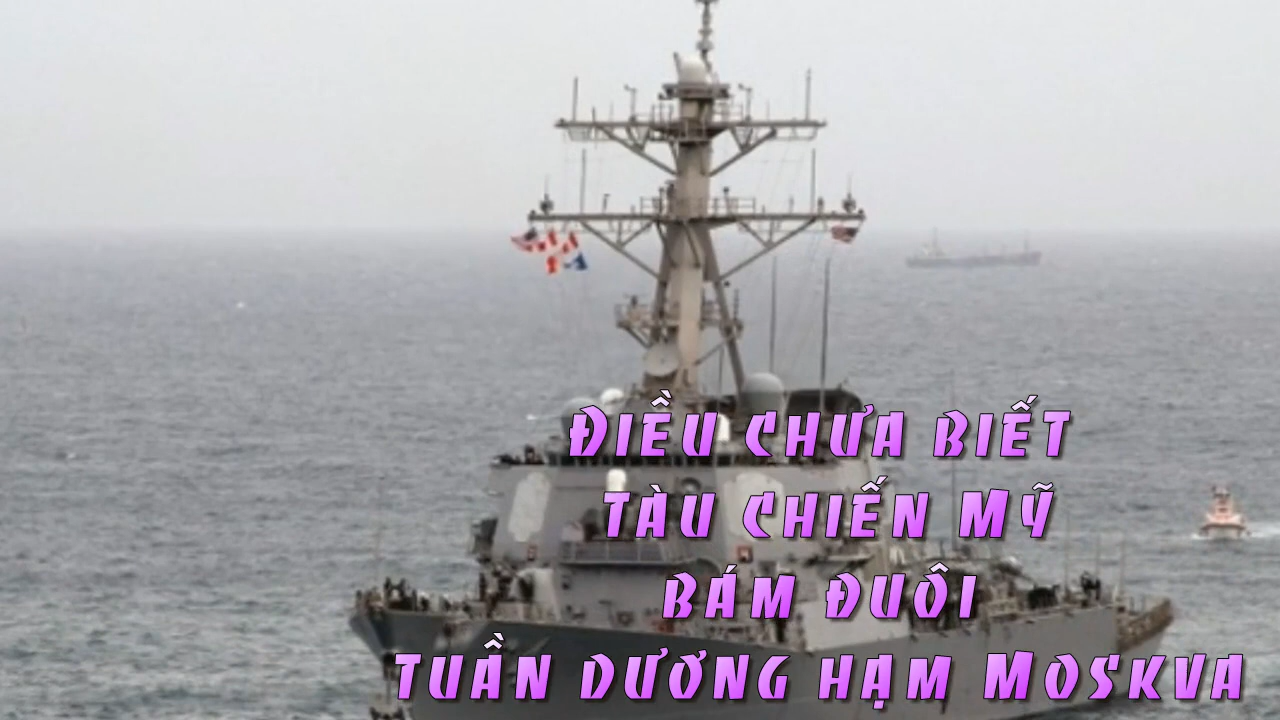 Điều chưa biết
tàu chiến Mỹ
bám đuôi
tuần dương hạm Moskva